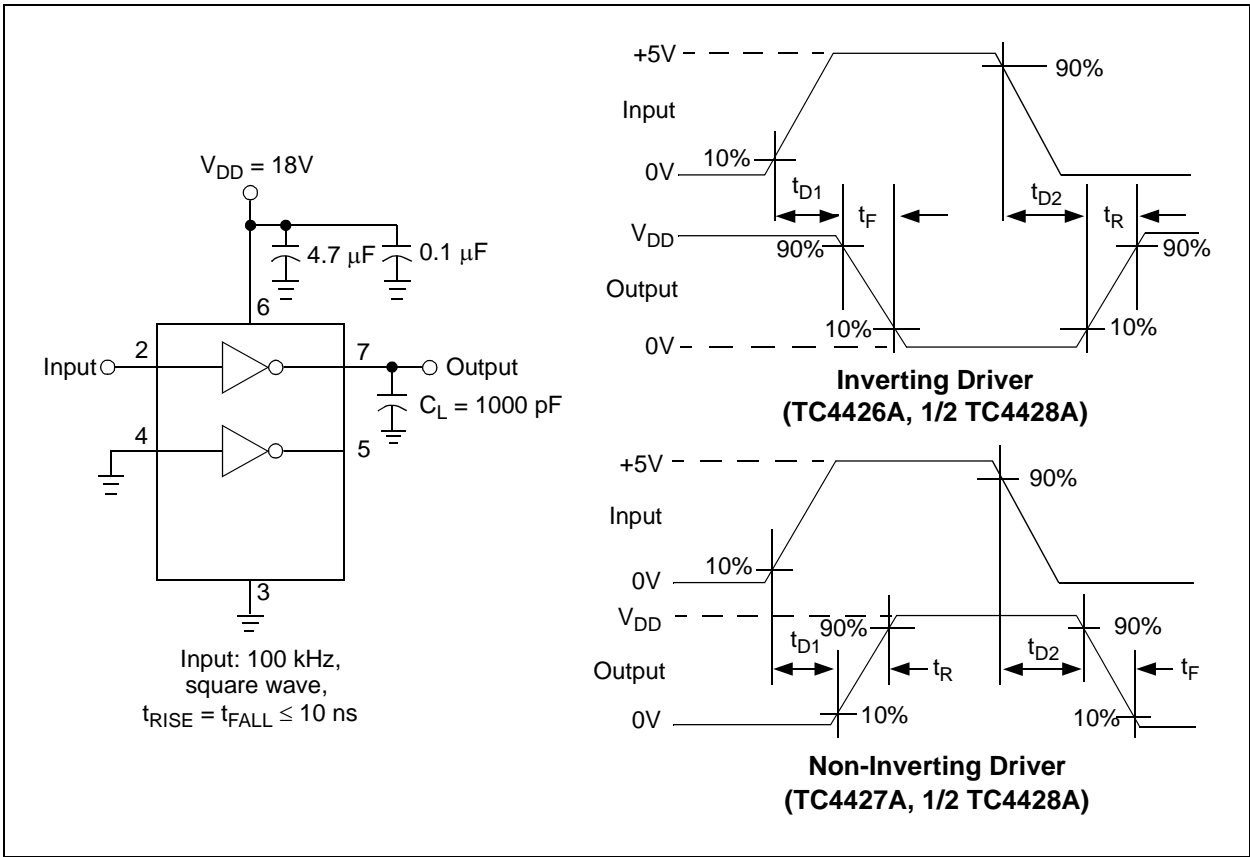 V_DD = 18V
4.7 μF
0.1 μF
6
Input
2
7
Output
C_L = 1000 pF
4
5
3
Input: 100 kHz,
square wave,
t_RISE = t_FALL ≤ 10 ns
+5V
90%
Input
10%
0V
t_D1
t_F
t_D2
t_R
V_DD
90%
90%
Output
10%
10%
0V
Inverting Driver
(TC4426A, 1/2 TC4428A)
+5V
90%
Input
10%
0V
V_DD
t_D1
90%
t_D2
90%
Output
t_R
t_F
0V
10%
10%
Non-Inverting Driver
(TC4427A, 1/2 TC4428A)